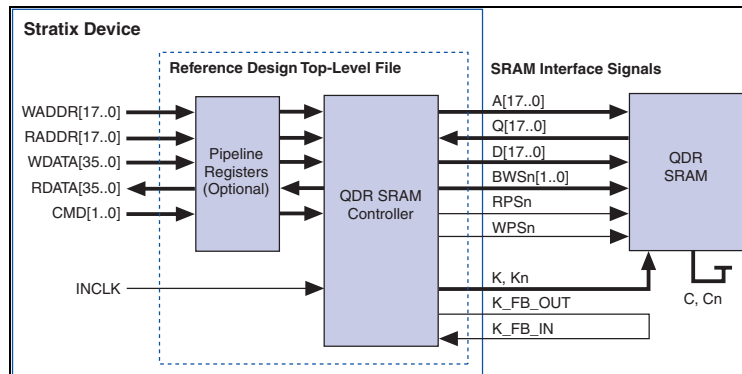 Stratix Device
Reference Design Top-Level File
SRAM Interface Signals
WADDR[17..0]
RADDR[17..0]
WDATA[35..0]
RDATA[35..0]
CMD[1..0]
INCLK
Pipeline
Registers
(Optional)
QDR SRAM
Controller
A[17..0]
Q[17..0]
D[17..0]
BWSn[1..0]
RPSn
WPSn
K, Kn
K_FB_OUT
K_FB_IN
QDR
SRAM
C, Cn